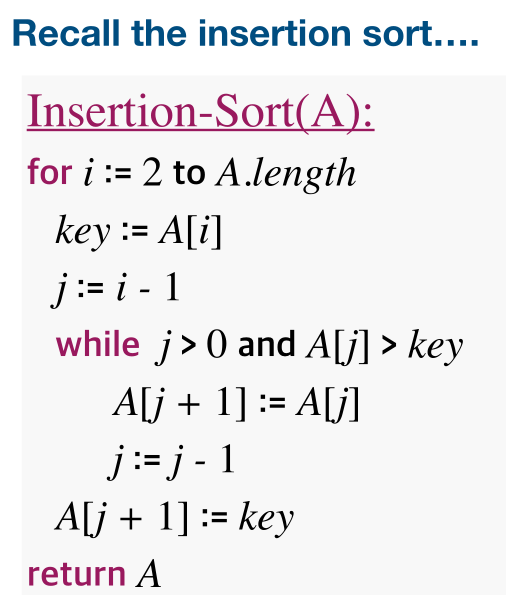 Recall the insertion sort....
Insertion-Sort(A):
for i := 2 to A.length
key := A[i]
j := i - 1
while j > 0 and A[j] > key
A[j + 1] := A[j]
j := j - 1
A[j + 1] := key
return A